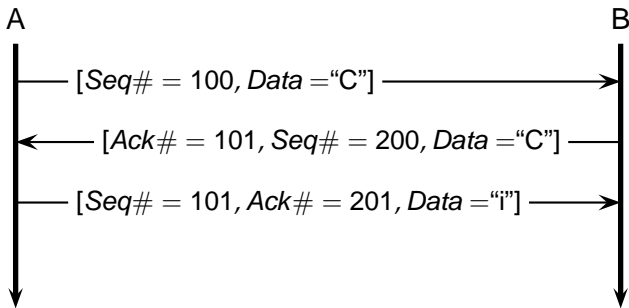 A B
[Seq# = 100, Data =“C”]
[Ack# = 101, Seq# = 200, Data =“C”]
[Seq# = 101, Ack# = 201, Data =“i”]